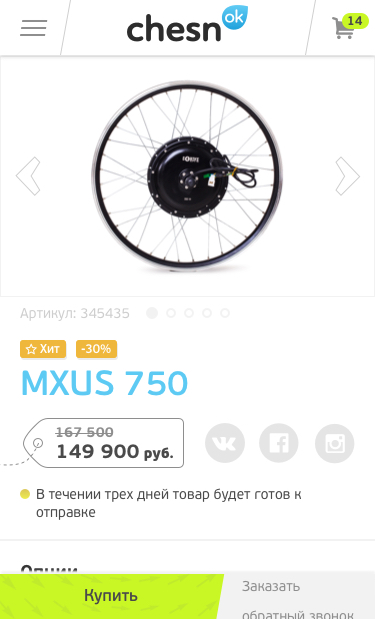 chesn ok
14
Артикул: 345435
Хит -30%
MXUS 750
167 500
149 900 руб.
В течении трех дней товар будет готов к
отправке
Опции
Купить
Заказать
обратный звонок